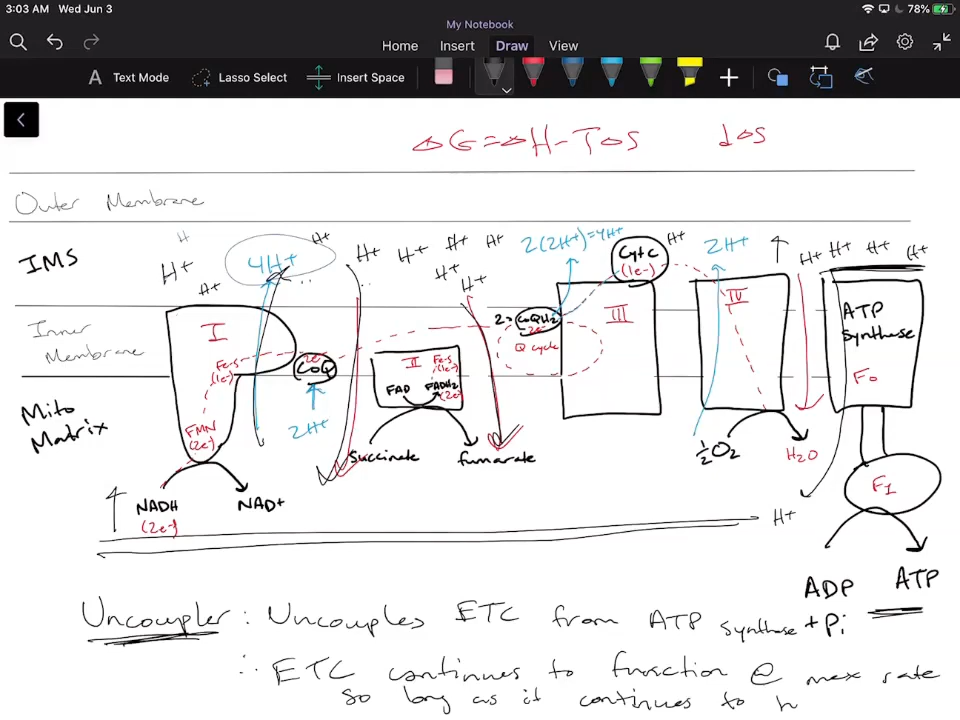 3:03 AM Wed Jun 3
78%
My Notebook
Home Insert Draw View
A Text Mode Lasso Select Insert Space
ΔG=ΔH-TΔS
↓ΔS
Outer Membrane
IMS
H+ H+ H+ 4H+ H+ H+ H+ H+ H+ H+ H+
2(2H+)=4H+
Cyt C
(1e-)
H+ 2H+ H+ H+ H+ H+
Inner
Membrane
I
Fe-S
(1e-)
2e-
CoQ
2H+
FMN
(2e-)
II
Fe-S
(1e-)
FAD FADH2
(2e-)
2x CoQH2
2e-
Q cycle
III
IV
ATP
synthase
F0
Mito
Matrix
Succinate fumarate
½O2 H2O
F1
NADH NAD+
(2e-)
H+
ADP ATP
+ Pi
Uncoupler: Uncouples ETC from ATP synthase
∴ ETC continues to function @ max rate
so long as it continues to h